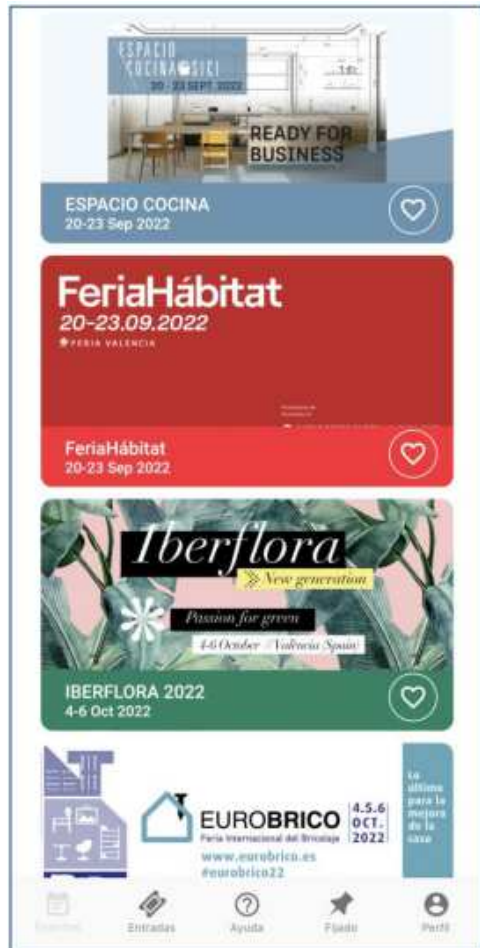 ESPACIO
COCINA SICI
20 - 23 SEPT. 2022
READY FOR
BUSINESS
ESPACIO COCINA
20-23 Sep 2022
FeriaHábitat
20-23.09.2022
FERIA VALENCIA
FeriaHábitat
20-23 Sep 2022
Iberflora
New generation
Passion for green
4-6 October // València Spain
IBERFLORA 2022
4-6 Oct 2022
EUROBRICO
Feria Internacional del Bricolaje
4.5.6
OCT.
2022
www.eurobrico.es
#eurobrico22
Lo
último
para la
mejora
de la
casa
Eventos
Entradas
Ayuda
Fijado
Perfil